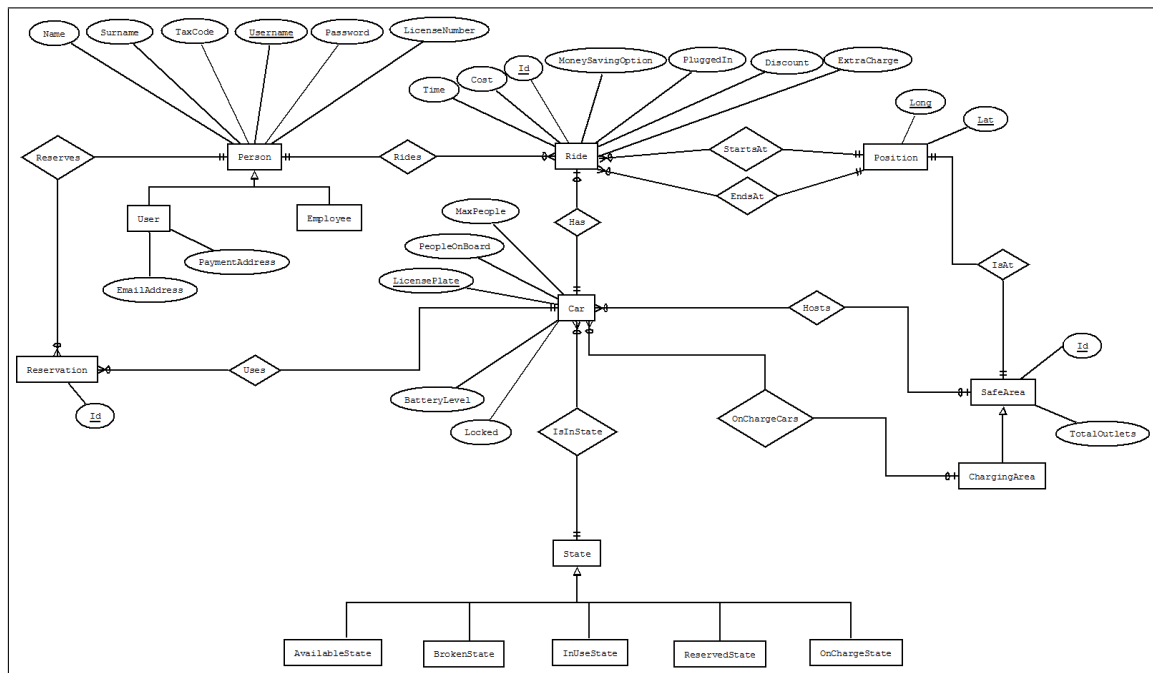 Name
Surname
TaxCode
Username
Password
LicenseNumber
Time
Cost
Id
MoneySavingOption
PluggedIn
Discount
ExtraCharge
Long
Lat
Reserves
Person
Rides
Ride
StartsAt
Position
EndsAt
User
Employee
Has
MaxPeople
PeopleOnBoard
LicensePlate
PaymentAddress
EmailAddress
IsAt
Car
Hosts
Reservation
Uses
Id
Id
SafeArea
BatteryLevel
Locked
IsInState
OnChargeCars
TotalOutlets
ChargingArea
State
AvailableState
BrokenState
InUseState
ReservedState
OnChargeState